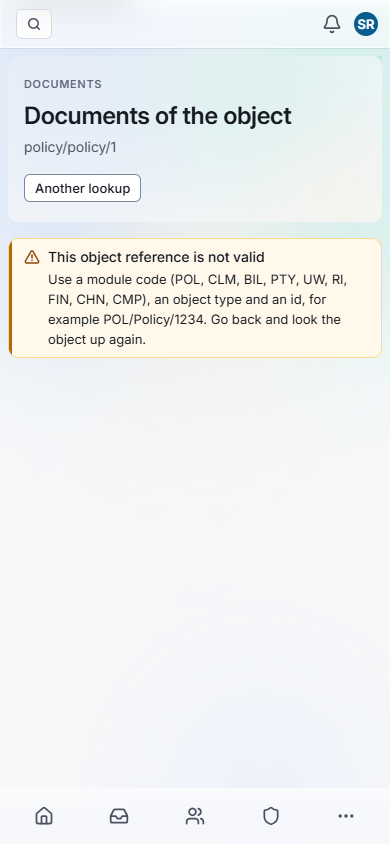 SR
DOCUMENTS
Documents of the object
policy/policy/1
Another lookup
This object reference is not valid
Use a module code (POL, CLM, BIL, PTY, UW, RI,
FIN, CHN, CMP), an object type and an id, for
example POL/Policy/1234. Go back and look the
object up again.